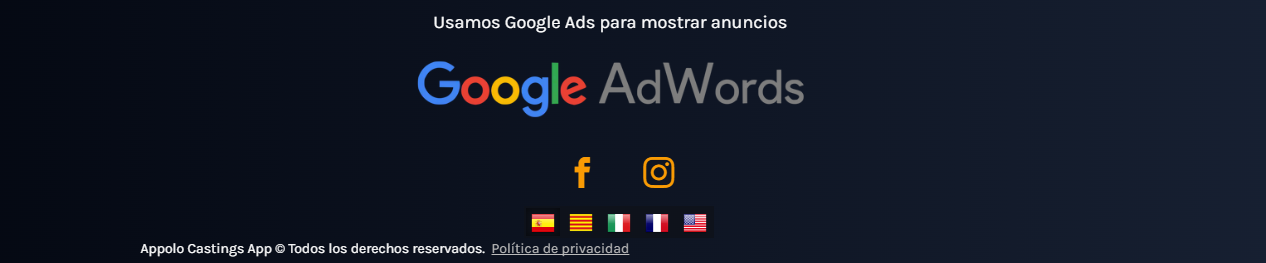 Usamos Google Ads para mostrar anuncios
Google AdWords
Appolo Castings App © Todos los derechos reservados. Política de privacidad